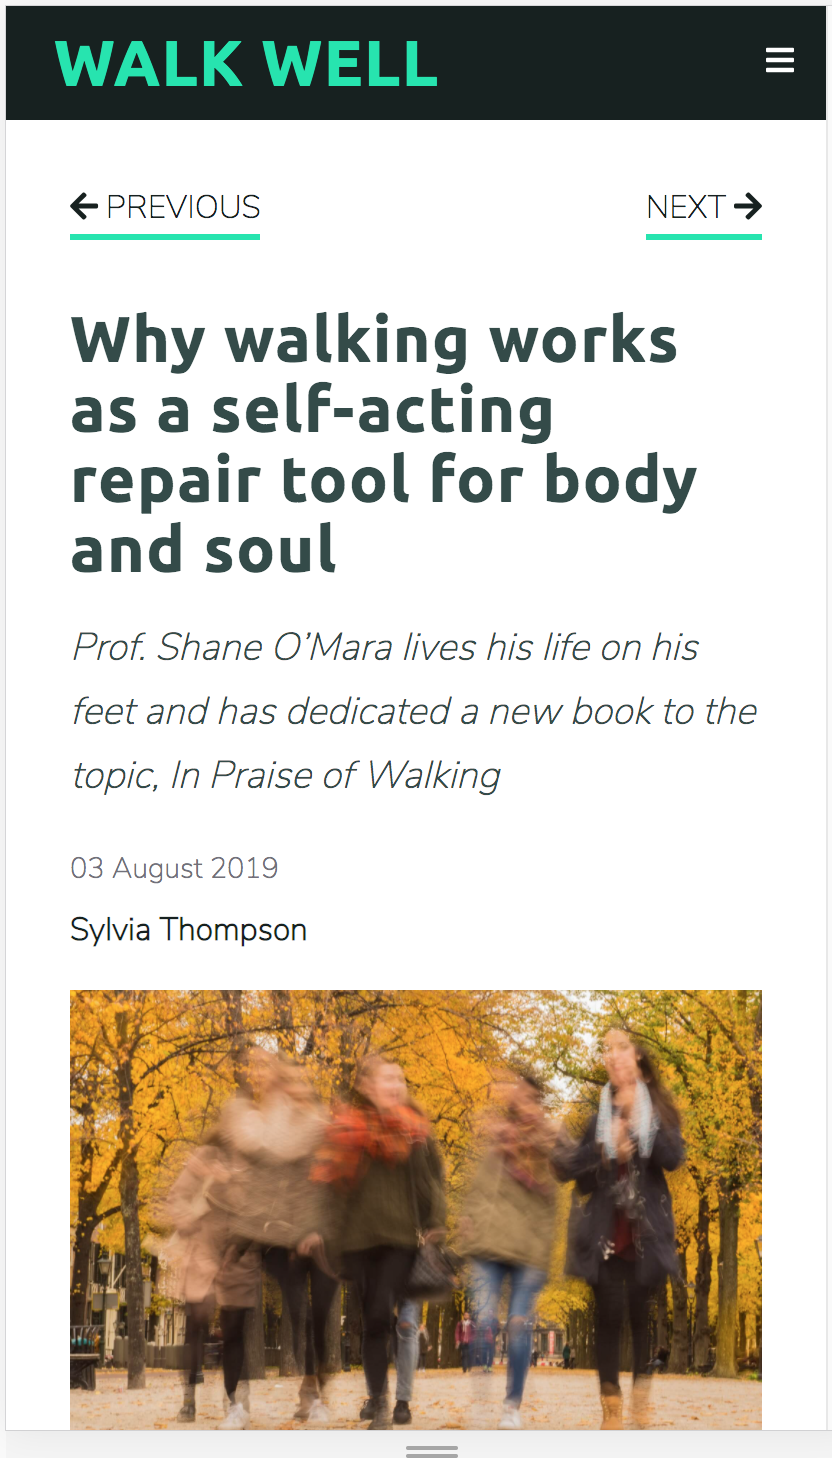 WALK WELL
PREVIOUS
NEXT
Why walking works
as a self-acting
repair tool for body
and soul
Prof. Shane O’Mara lives his life on his
feet and has dedicated a new book to the
topic, In Praise of Walking
03 August 2019
Sylvia Thompson